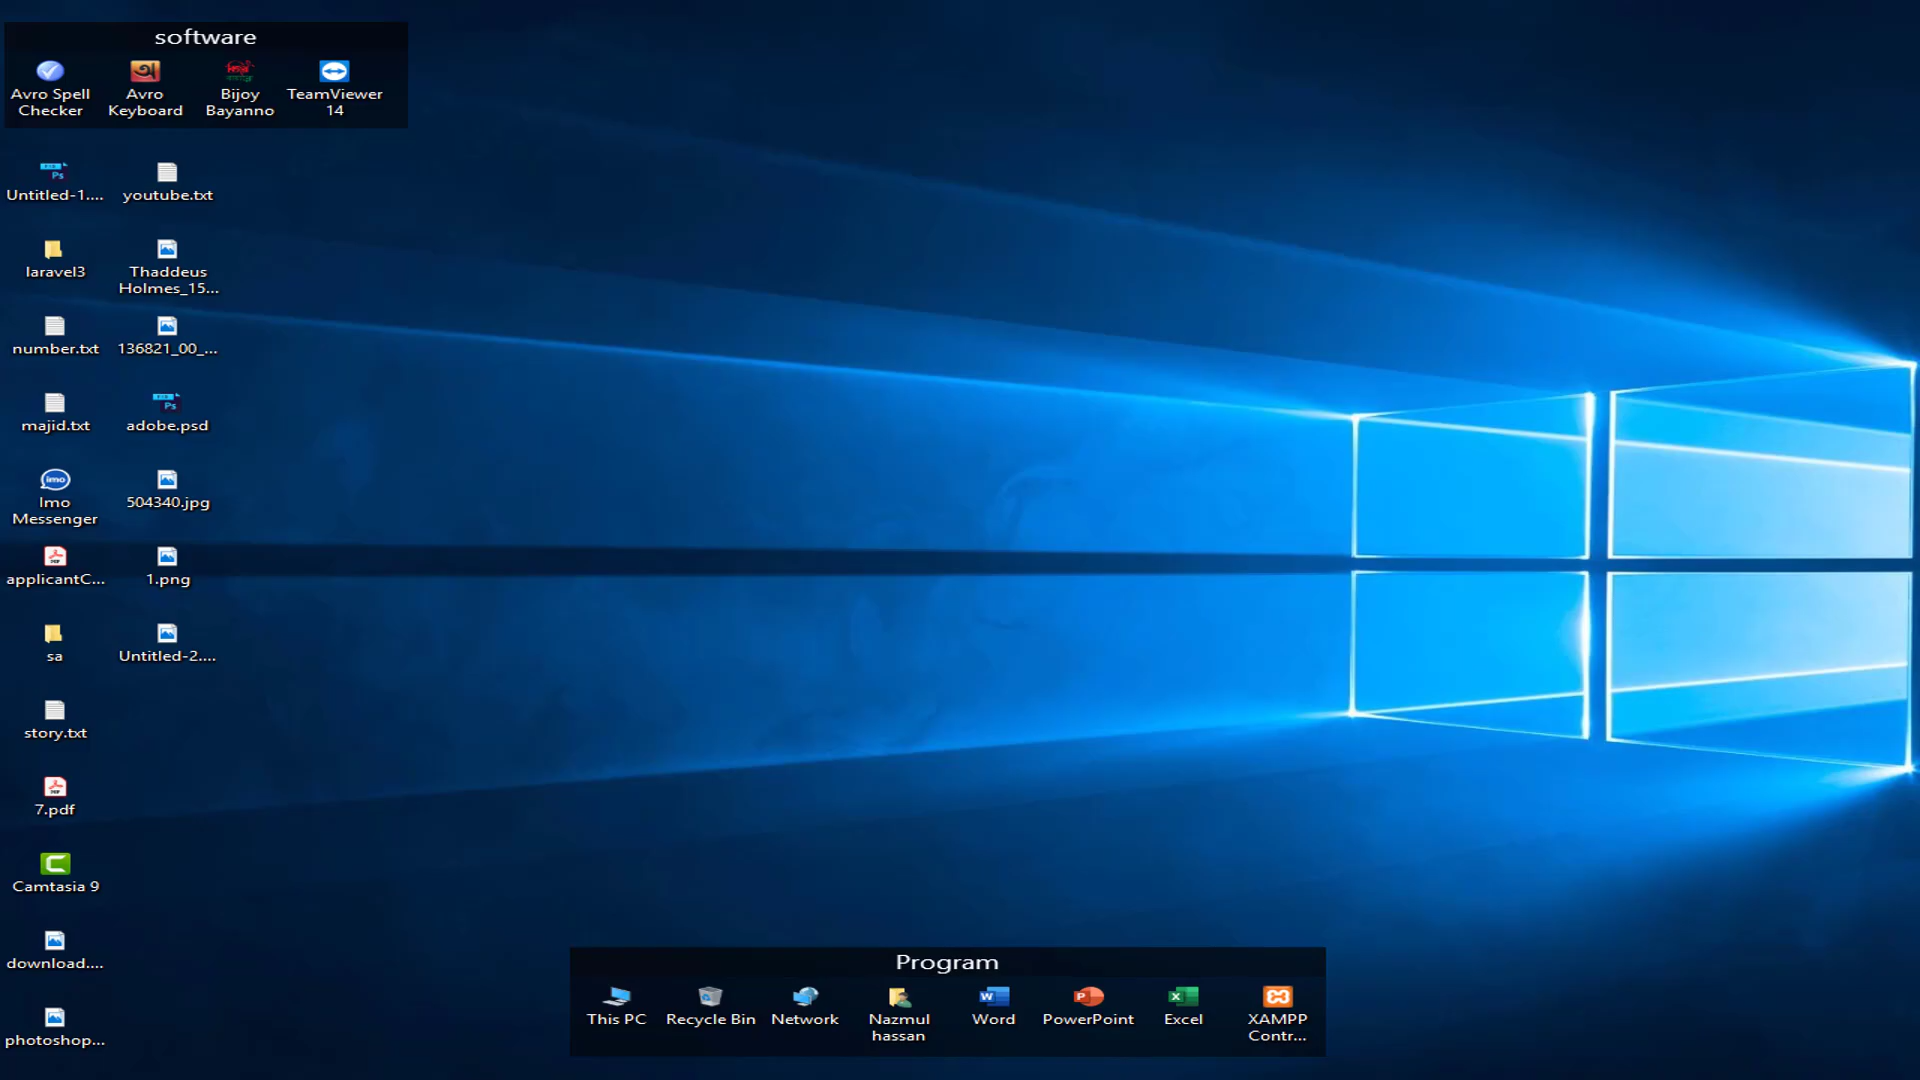 software
Avro Spell
Checker
Avro
Keyboard
Bijoy
Bayanno
TeamViewer
14
Untitled-1....
youtube.txt
laravel3
Thaddeus
Holmes_15...
number.txt
136821_00_...
majid.txt
adobe.psd
Imo
Messenger
504340.jpg
applicantC...
1.png
sa
Untitled-2....
story.txt
7.pdf
Camtasia 9
download....
photoshop...
Program
This PC
Recycle Bin
Network
Nazmul
hassan
Word
PowerPoint
Excel
XAMPP
Contr...